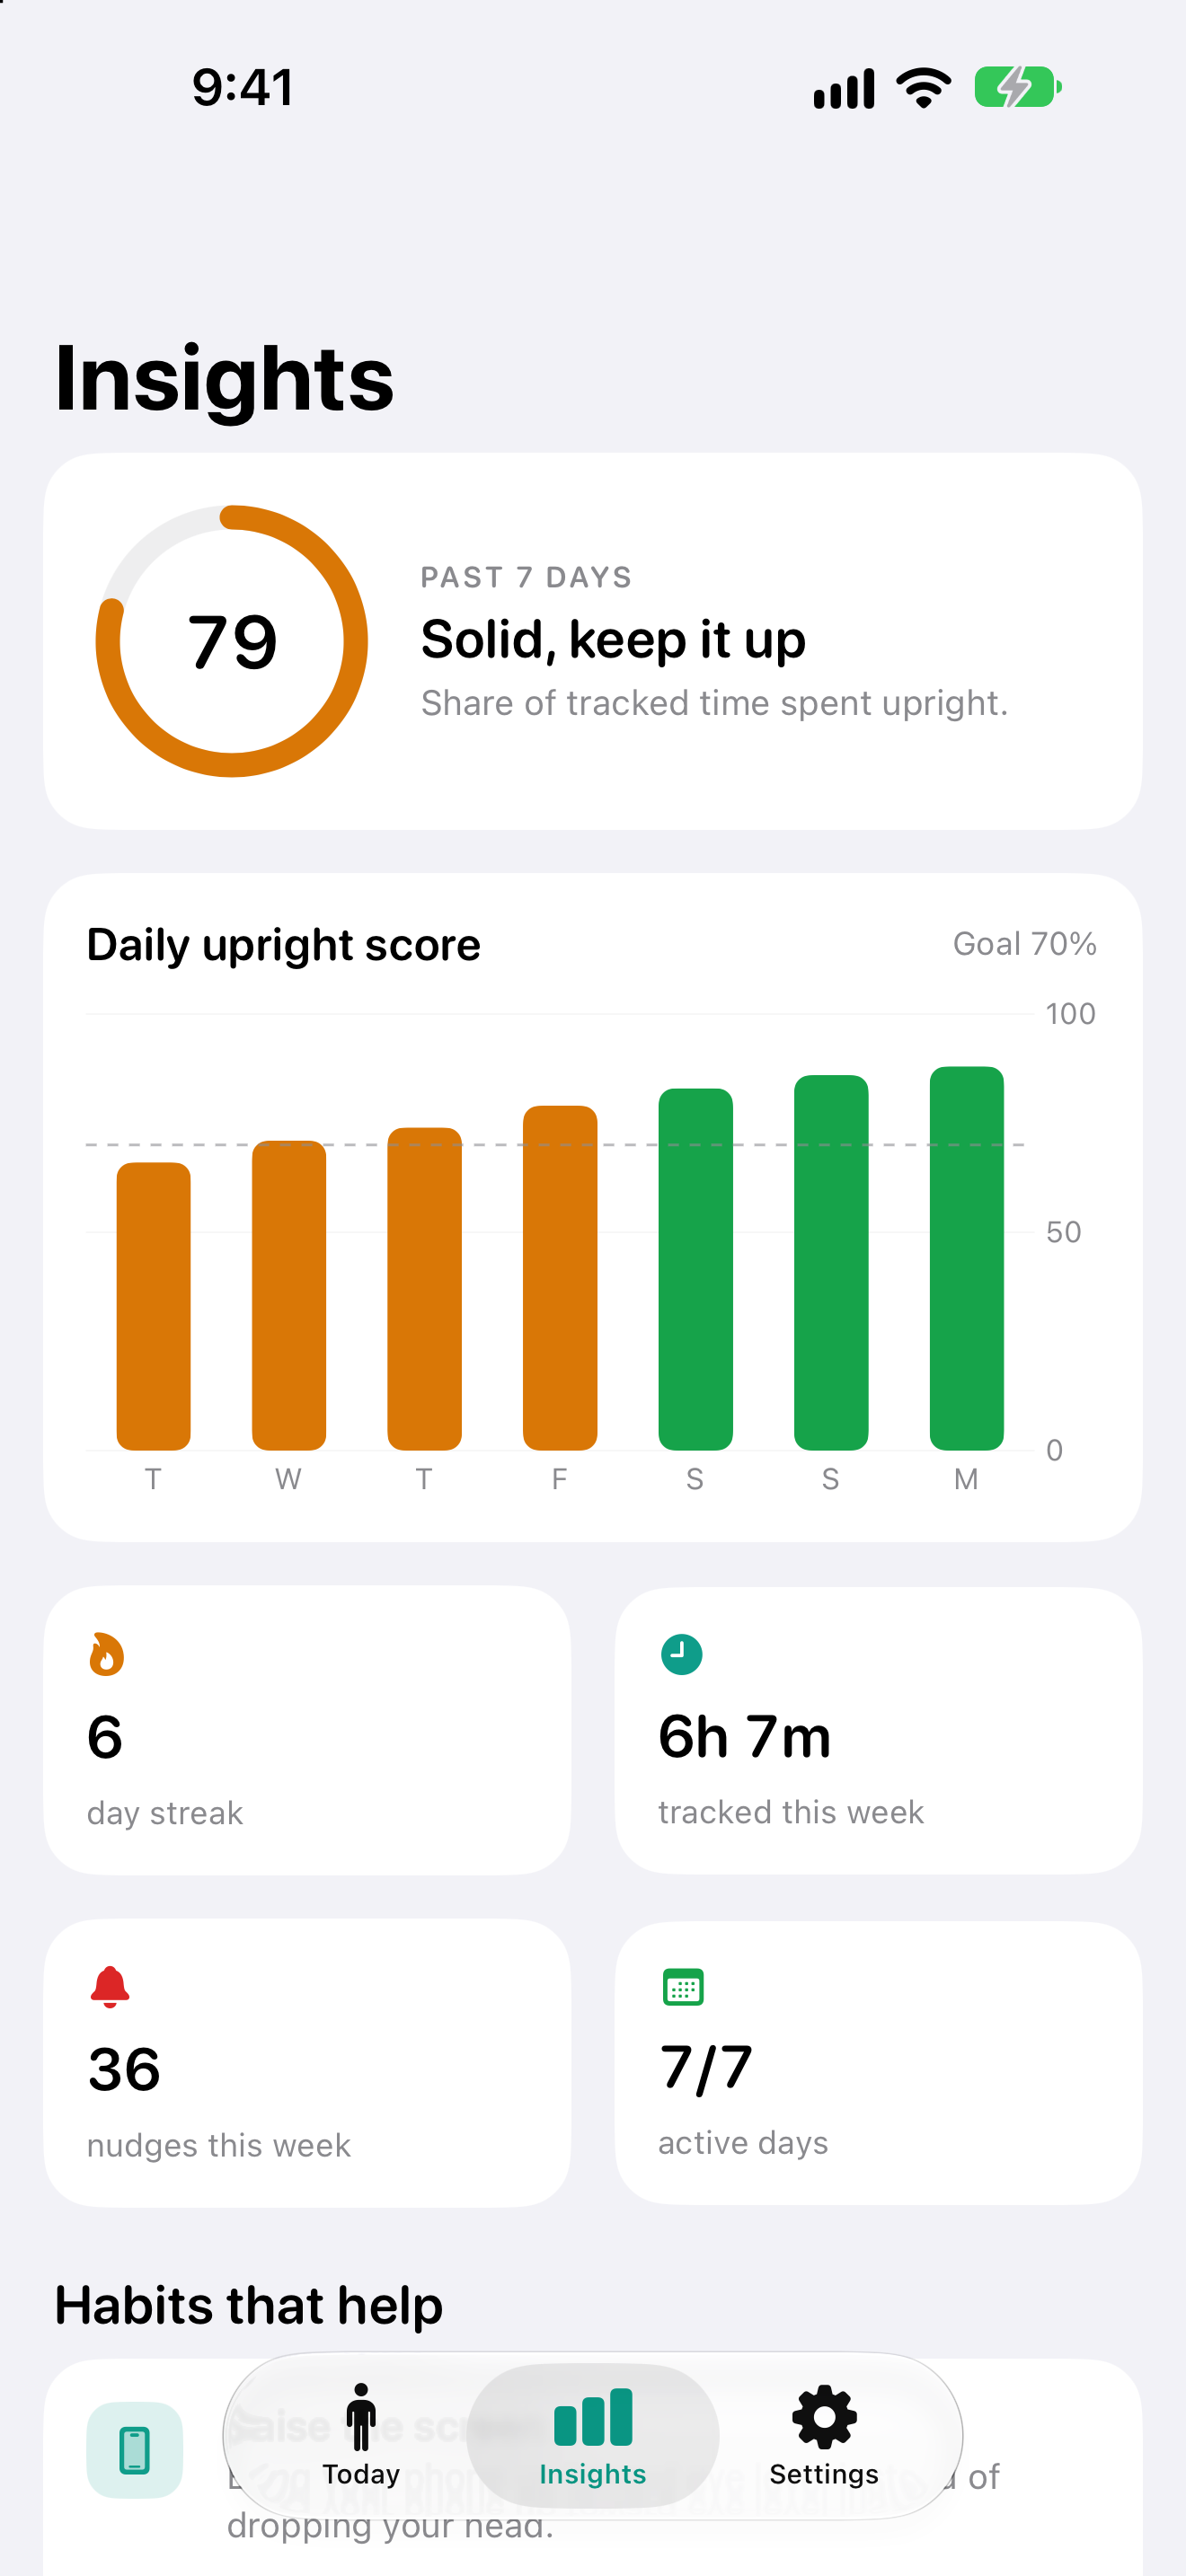 9:41
Insights
79
PAST 7 DAYS
Solid, keep it up
Share of tracked time spent upright.
Daily upright score
Goal 70%
100
50
0
T W T F S S M
6
day streak
6h 7m
tracked this week
36
nudges this week
7/7
active days
Habits that help
of
dropping your head.
Today
Insights
Settings